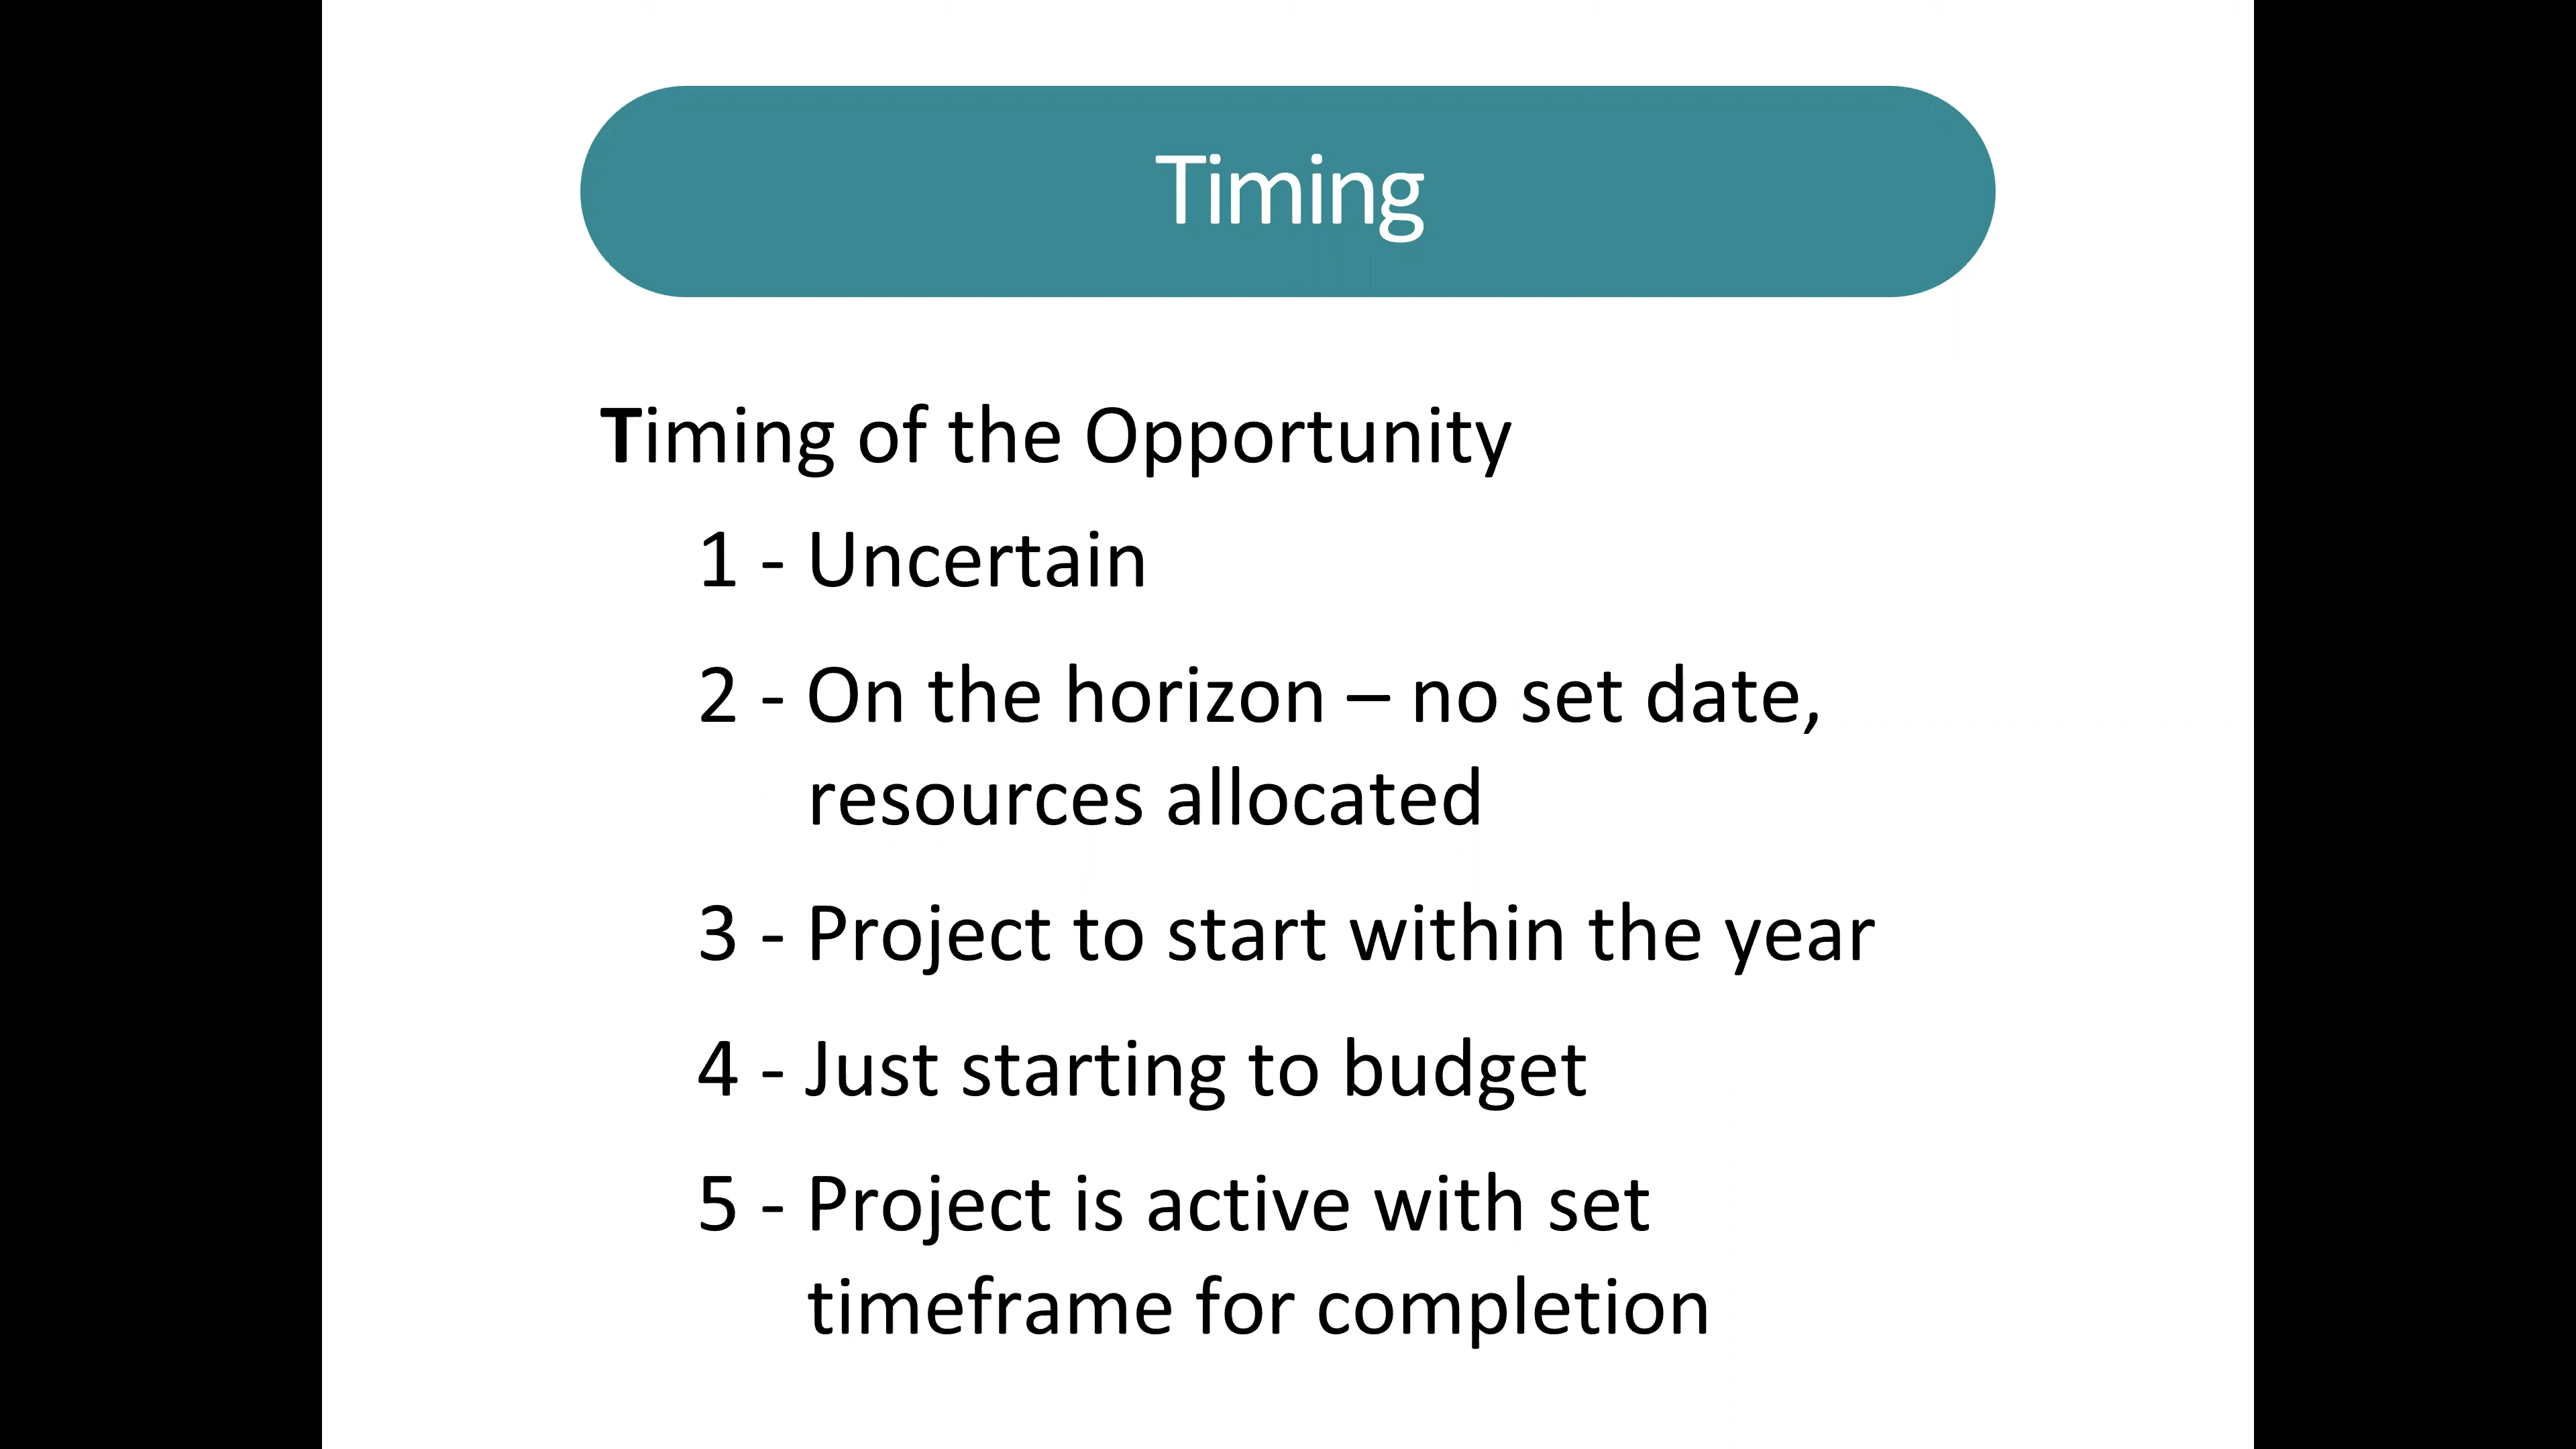 Timing
Timing of the Opportunity
1 - Uncertain
2 - On the horizon – no set date,
resources allocated
3 - Project to start within the year
4 - Just starting to budget
5 - Project is active with set
timeframe for completion